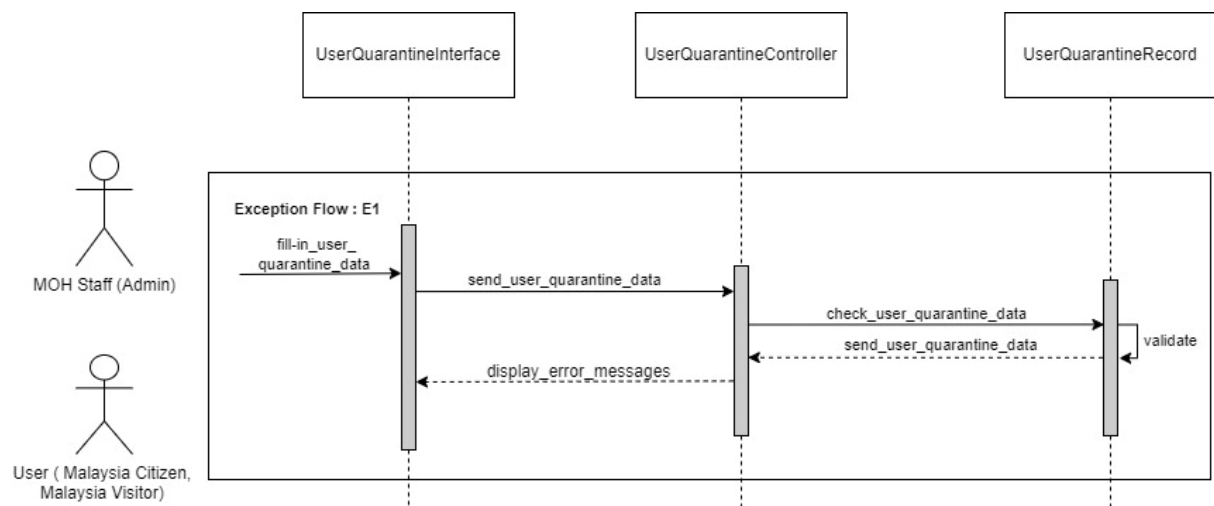 UserQuarantineInterface
UserQuarantineController
UserQuarantineRecord
Exception Flow : E1
fill-in_user_
quarantine_data
MOH Staff (Admin)
send_user_quarantine_data
check_user_quarantine_data
validate
send_user_quarantine_data
display_error_messages
User ( Malaysia Citizen,
Malaysia Visitor)